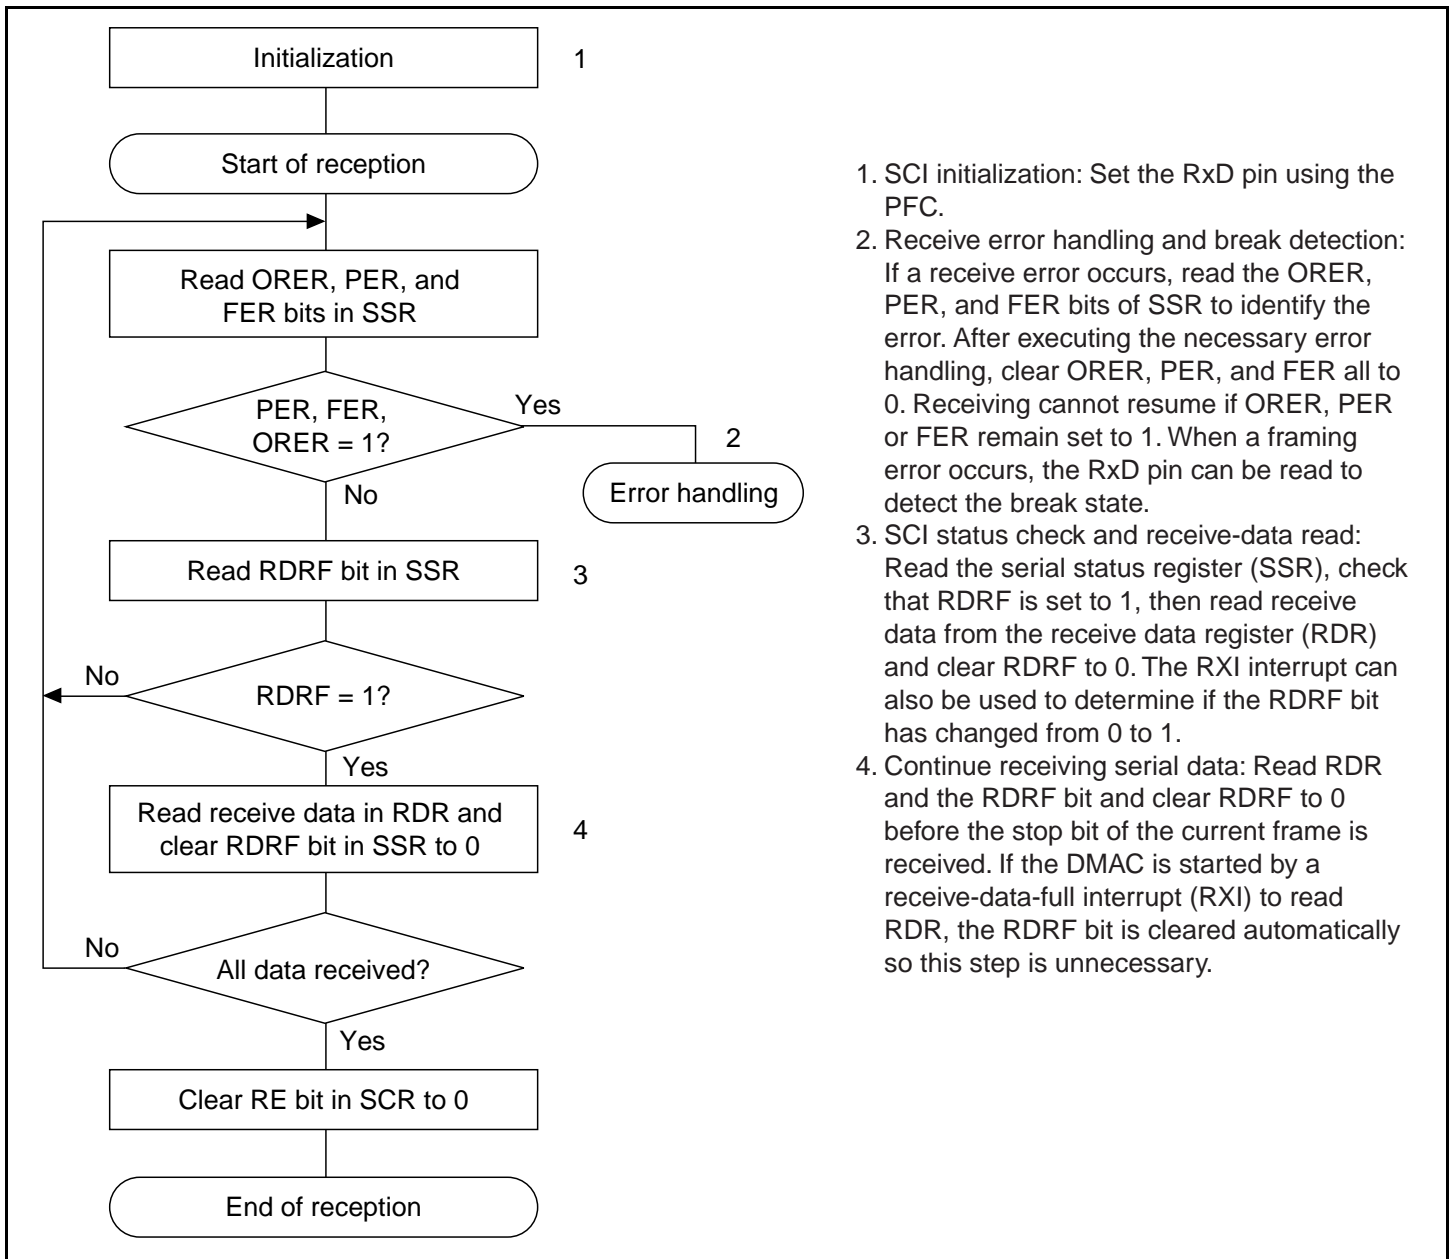 Initialization
1
Start of reception
Read ORER, PER, and
FER bits in SSR
PER, FER,
ORER = 1?
Yes
2
Error handling
No
Read RDRF bit in SSR
3
No
RDRF = 1?
Yes
Read receive data in RDR and
clear RDRF bit in SSR to 0
4
No
All data received?
Yes
Clear RE bit in SCR to 0
End of reception
1. SCI initialization: Set the RxD pin using the
PFC.
2. Receive error handling and break detection:
If a receive error occurs, read the ORER,
PER, and FER bits of SSR to identify the
error. After executing the necessary error
handling, clear ORER, PER, and FER all to
0. Receiving cannot resume if ORER, PER
or FER remain set to 1. When a framing
error occurs, the RxD pin can be read to
detect the break state.
3. SCI status check and receive-data read:
Read the serial status register (SSR), check
that RDRF is set to 1, then read receive
data from the receive data register (RDR)
and clear RDRF to 0. The RXI interrupt can
also be used to determine if the RDRF bit
has changed from 0 to 1.
4. Continue receiving serial data: Read RDR
and the RDRF bit and clear RDRF to 0
before the stop bit of the current frame is
received. If the DMAC is started by a
receive-data-full interrupt (RXI) to read
RDR, the RDRF bit is cleared automatically
so this step is unnecessary.